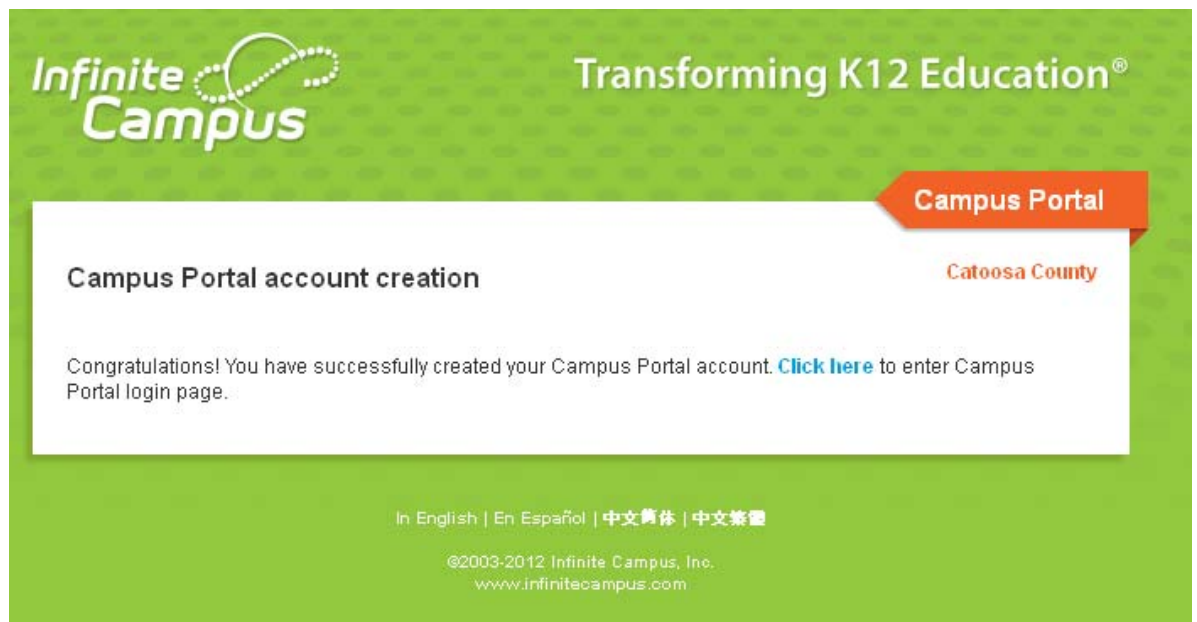 Infinite
Campus
Transforming K12 Education®
Campus Portal
Campus Portal account creation
Catoosa County
Congratulations! You have successfully created your Campus Portal account. Click here to enter Campus
Portal login page.
In English | En Español | 中文简体 | 中文繁體
©2003-2012 Infinite Campus, Inc.
www.infinitecampus.com